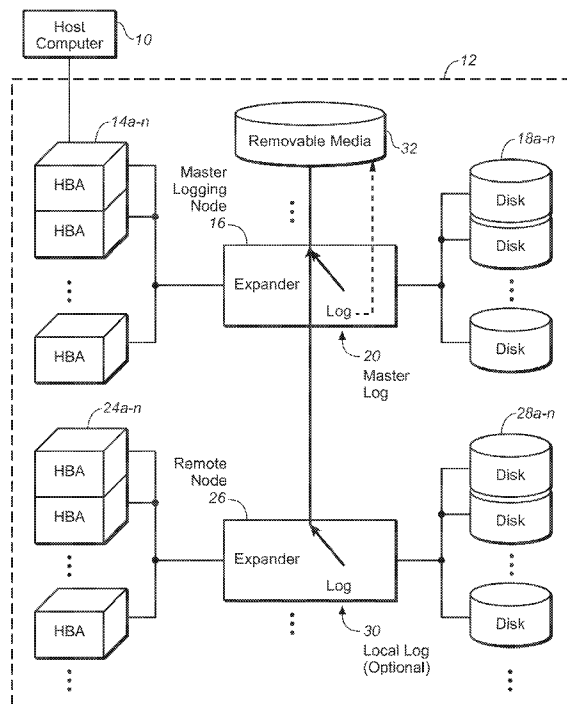 Host
Computer
10
12
14a-n
HBA
HBA
HBA
Removable Media
32
Master
Logging
Node
16
Expander
Log
20
Master
Log
18a-n
Disk
Disk
Disk
24a-n
HBA
HBA
HBA
Remote
Node
26
Expander
Log
30
Local Log
(Optional)
28a-n
Disk
Disk
Disk